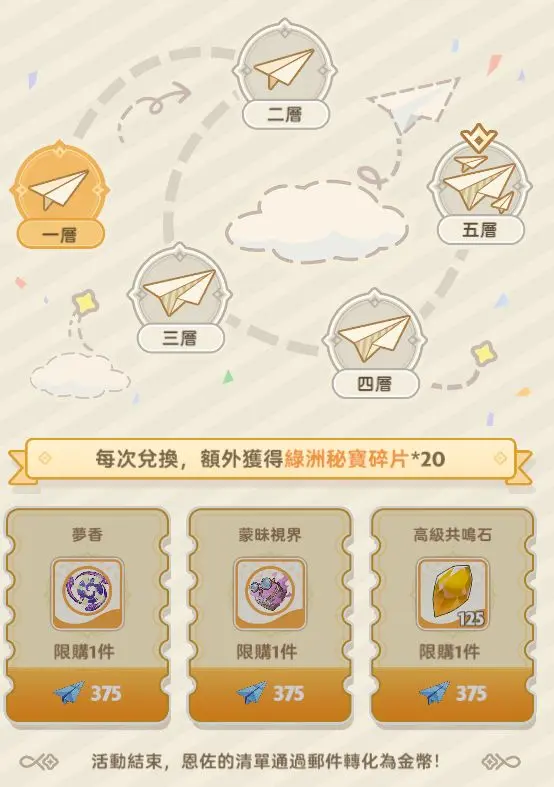 二層
五層
一層
三層
四層
每次兌換，額外獲得綠洲秘寶碎片*20
夢香
蒙昧視界
高級共鳴石
125
限購1件
限購1件
限購1件
375
375
375
活動結束，恩佐的清單通過郵件轉化為金幣！